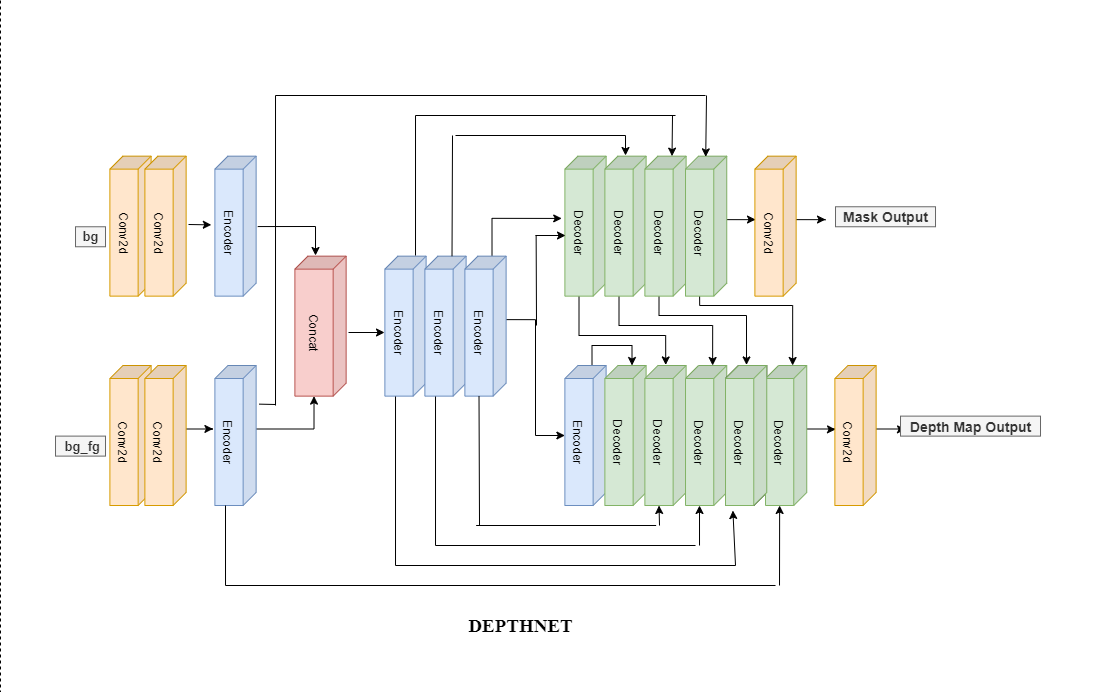 bg
Conv2d
Conv2d
Encoder
bg_fg
Conv2d
Conv2d
Encoder
Concat
Encoder
Encoder
Encoder
Decoder
Decoder
Decoder
Decoder
Conv2d
Mask Output
Encoder
Decoder
Decoder
Decoder
Decoder
Decoder
Conv2d
Depth Map Output
DEPTHNET